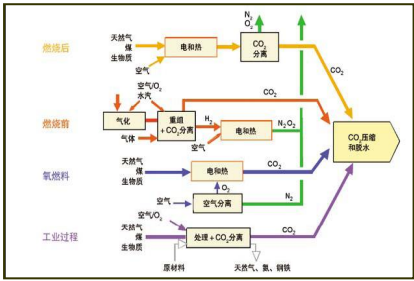 燃烧后
天然气
煤
生物质
空气
电和热
N₂
O₂
CO₂
分离
CO₂
燃烧前
空气/O₂
水汽
气化
气体
重组
+CO₂分离
H₂
空气
电和热
N₂O₂
CO₂
CO₂压缩
和脱水
氧燃料
天然气
煤
生物质
电和热
CO₂
空气
O₂
空气分离
N₂
工业过程
空气/O₂
天然气
煤
生物质
处理+CO₂分离
CO₂
原材料
天然气、氨、钢铁